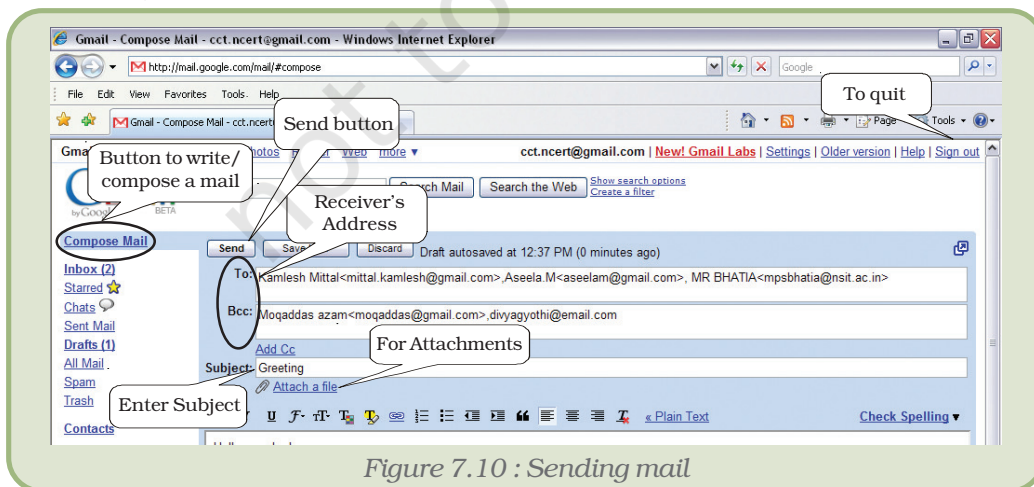 Gmail - Compose Mail - cct.ncert@gmail.com - Windows Internet Explorer
http://mail.google.com/mail/#compose
Google
File Edit View Favorites Tools Help
To quit
Gmail - Compose Mail - cct.ncert
Send button
Page Tools
Button to write/
compose a mail
Web more ▾
cct.ncert@gmail.com | New! Gmail Labs | Settings | Older version | Help | Sign out
Search Mail
Search the Web
Show search options
Create a filter
by Google
BETA
Receiver's
Address
Compose Mail
Send
Save
Discard
Draft autosaved at 12:37 PM (0 minutes ago)
Inbox (2)
To: Kamlesh Mittal<mittal.kamlesh@gmail.com>,Aseela.M<aseelam@gmail.com>, MR BHATIA<mpsbhatia@nsit.ac.in>
Starred
Chats
Bcc: Moqaddas azam<moqaddas@gmail.com>,divyagyothi@email.com
Sent Mail
Drafts (1)
Add Cc
For Attachments
All Mail
Subject: Greeting
Spam
Attach a file
Trash
Enter Subject
« Plain Text
Check Spelling ▾
Contacts
Figure 7.10 : Sending mail
not to